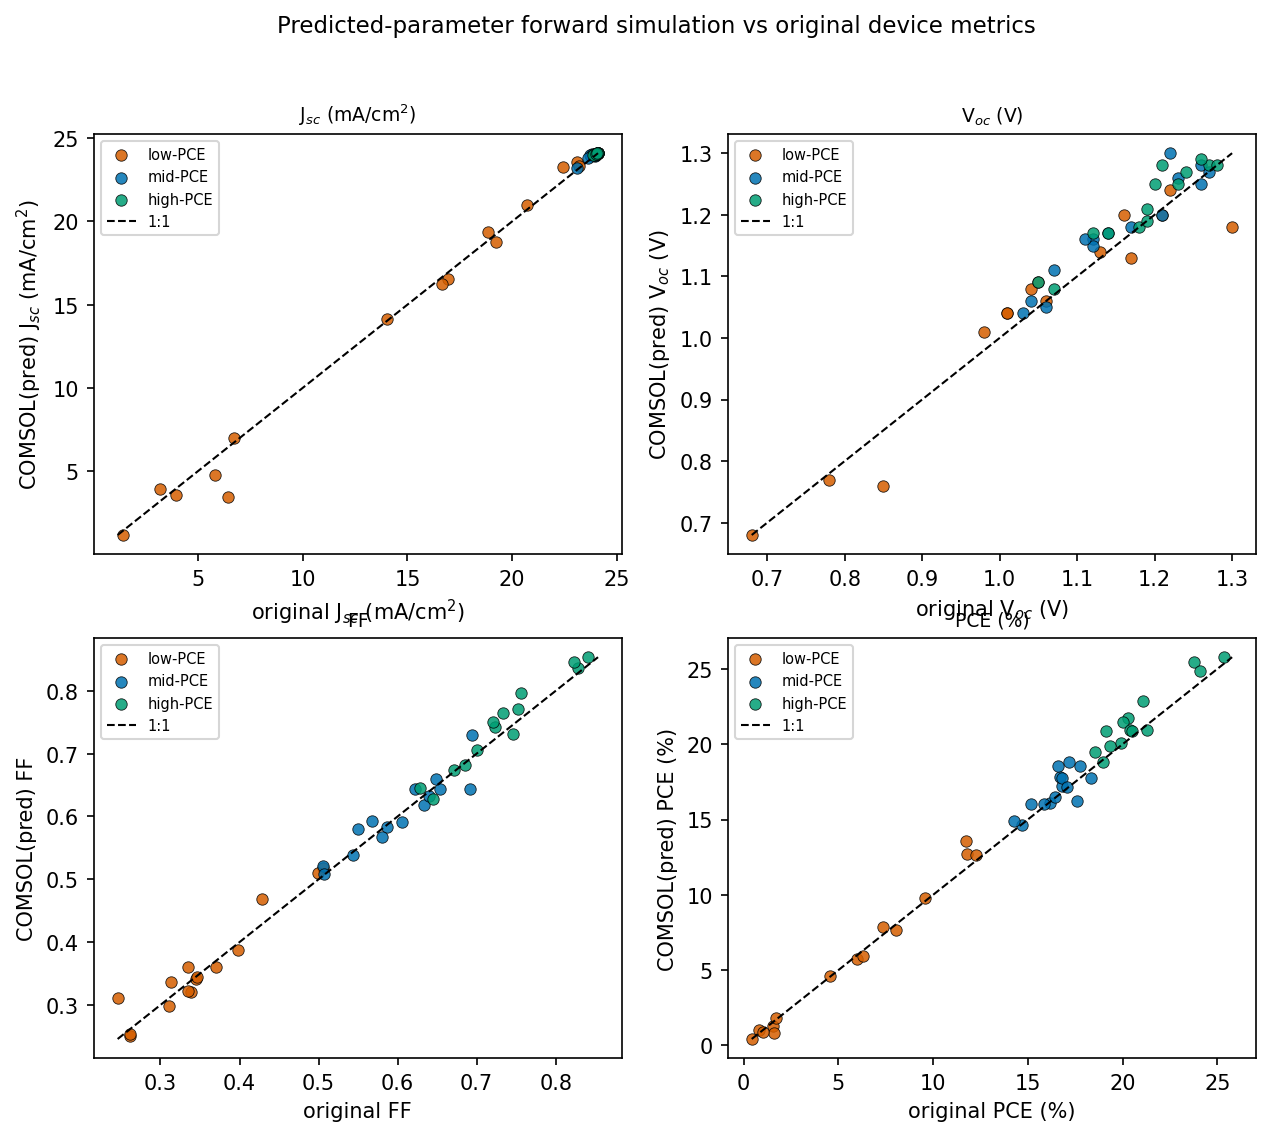 Predicted-parameter forward simulation vs original device metrics
J$_{sc}$ (mA/cm$^2$)
low-PCE
mid-PCE
high-PCE
1:1
25
20
15
10
5
COMSOL(pred) J$_{sc}$ (mA/cm$^2$)
5
10
15
20
25
original J$_{sc}$ (mA/cm$^2$)
V$_{oc}$ (V)
low-PCE
mid-PCE
high-PCE
1:1
1.3
1.2
1.1
1.0
0.9
0.8
0.7
COMSOL(pred) V$_{oc}$ (V)
0.7
0.8
0.9
1.0
1.1
1.2
1.3
original V$_{oc}$ (V)
FF
low-PCE
mid-PCE
high-PCE
1:1
0.8
0.7
0.6
0.5
0.4
0.3
COMSOL(pred) FF
0.3
0.4
0.5
0.6
0.7
0.8
original FF
PCE (%)
low-PCE
mid-PCE
high-PCE
1:1
25
20
15
10
5
0
COMSOL(pred) PCE (%)
0
5
10
15
20
25
original PCE (%)